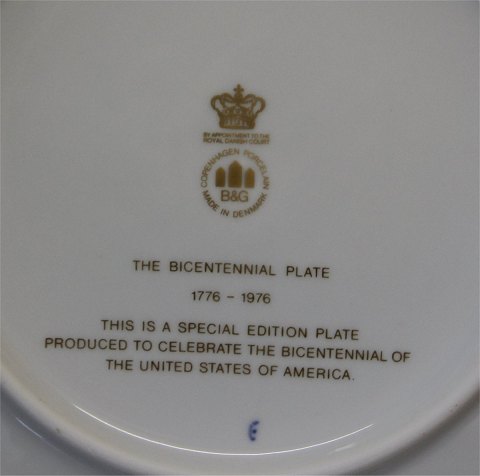 BY APPOINTMENT TO THE
ROYAL DANISH COURT
COPENHAGEN PORCELAIN
B&G
MADE IN DENMARK
THE BICENTENNIAL PLATE
1776 - 1976
THIS IS A SPECIAL EDITION PLATE
PRODUCED TO CELEBRATE THE BICENTENNIAL OF
THE UNITED STATES OF AMERICA.